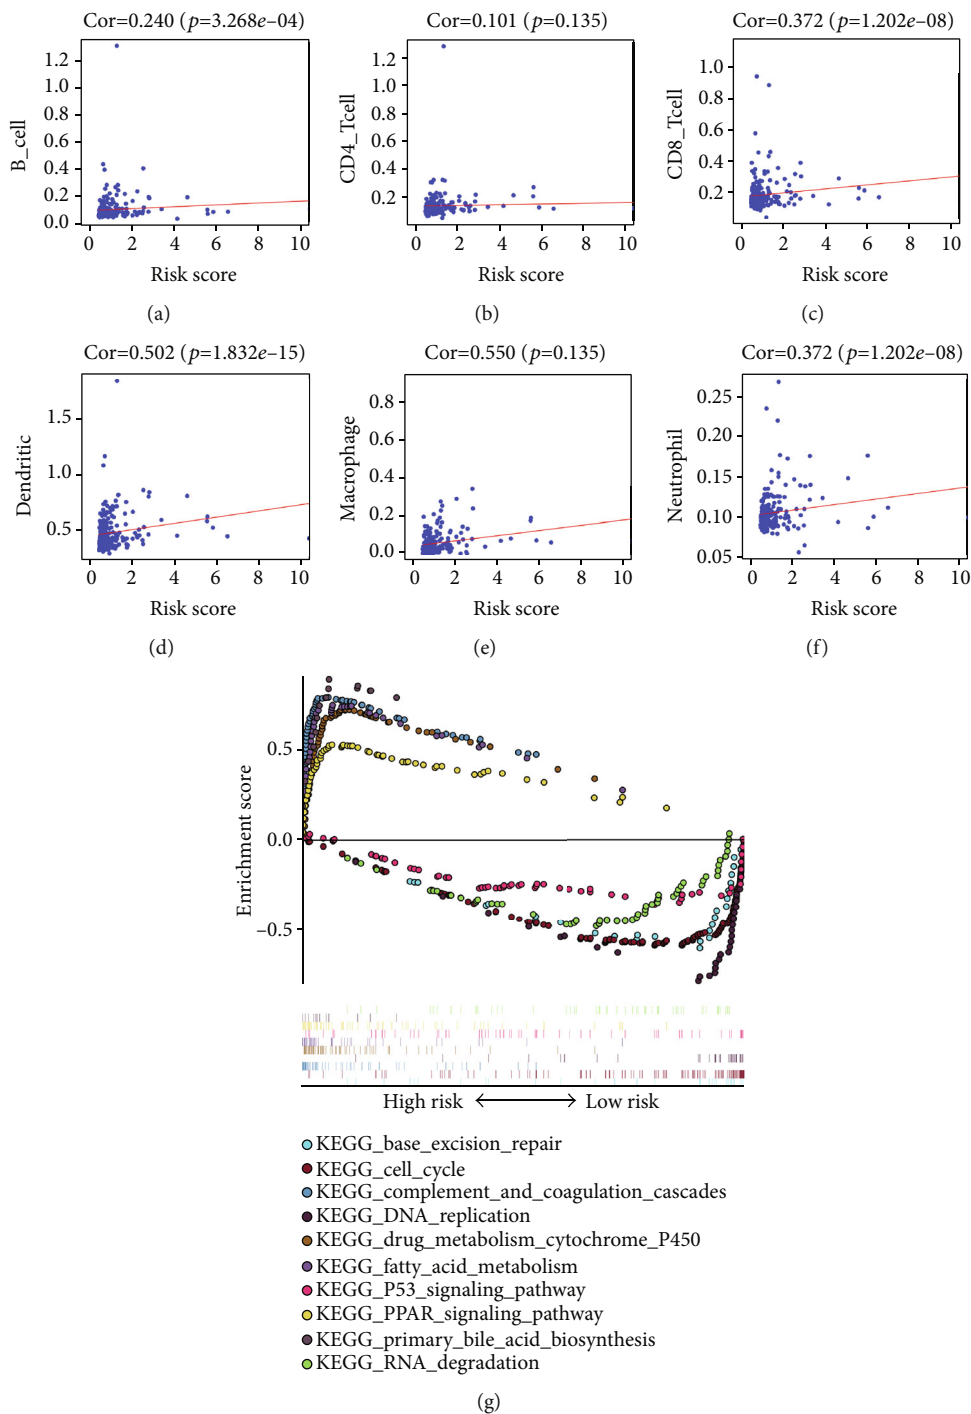 Cor=0.240 (p=3.268e–04)
B_cell
1.2
1.0
0.8
0.6
0.4
0.2
0.0
0 2 4 6 8 10
Risk score
(a)
Cor=0.101 (p=0.135)
CD4_Tcell
1.2
1.0
0.8
0.6
0.4
0.2
0 2 4 6 8 10
Risk score
(b)
Cor=0.372 (p=1.202e–08)
CD8_Tcell
1.0
0.8
0.6
0.4
0.2
0 2 4 6 8 10
Risk score
(c)
Cor=0.502 (p=1.832e–15)
Dendritic
1.5
1.0
0.5
0 2 4 6 8 10
Risk score
(d)
Cor=0.550 (p=0.135)
Macrophage
0.8
0.6
0.4
0.2
0.0
0 2 4 6 8 10
Risk score
(e)
Cor=0.372 (p=1.202e–08)
Neutrophil
0.25
0.20
0.15
0.10
0.05
0 2 4 6 8 10
Risk score
(f)
Enrichment score
0.5
0.0
–0.5
High risk Low risk
KEGG_base_excision_repair
KEGG_cell_cycle
KEGG_complement_and_coagulation_cascades
KEGG_DNA_replication
KEGG_drug_metabolism_cytochrome_P450
KEGG_fatty_acid_metabolism
KEGG_P53_signaling_pathway
KEGG_PPAR_signaling_pathway
KEGG_primary_bile_acid_biosynthesis
KEGG_RNA_degradation
(g)